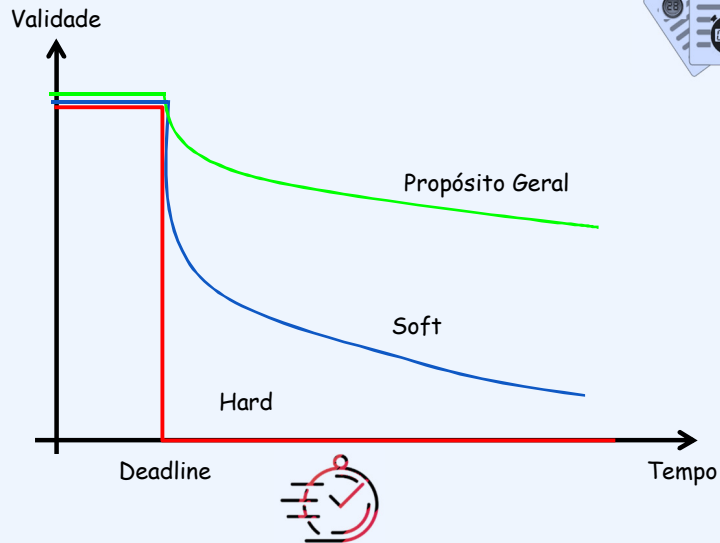 Validade
Propósito Geral
Soft
Hard
Deadline
Tempo